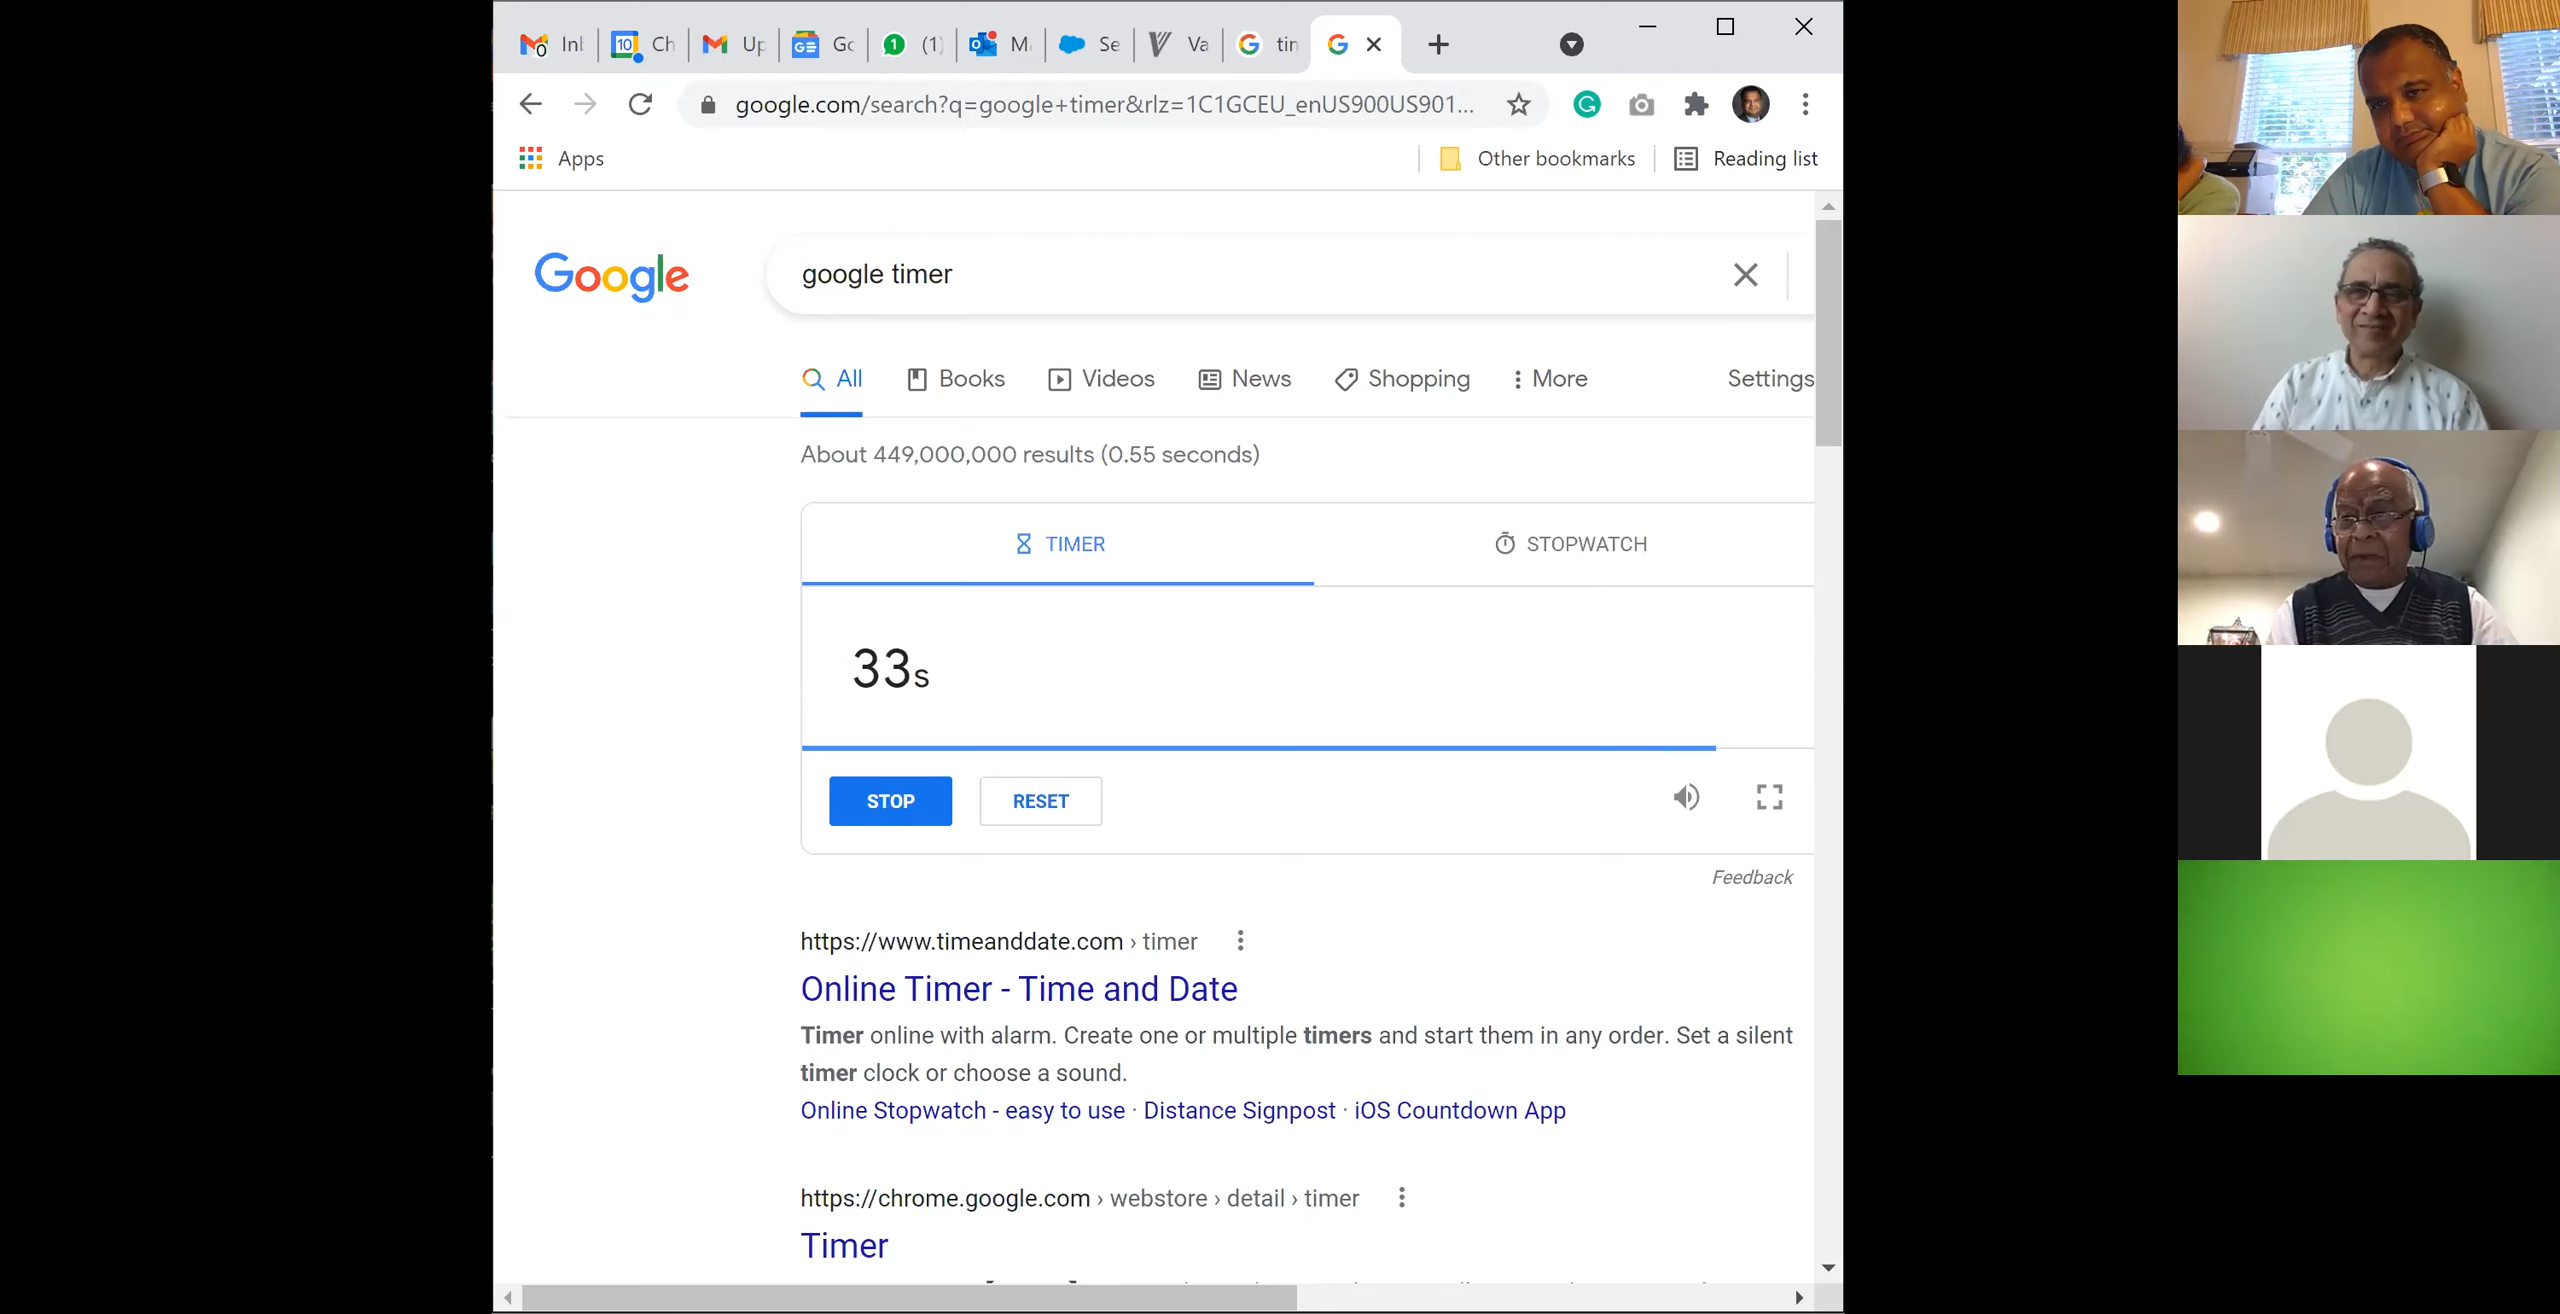 Inl Ch Up Gc 1 (1) M Se Va tin
google.com/search?q=google+timer&rlz=1C1GCEU_enUS900US901...
Apps Other bookmarks Reading list
Google google timer
All Books Videos News Shopping More Settings
About 449,000,000 results (0.55 seconds)
TIMER STOPWATCH
33s
STOP RESET
Feedback
https://www.timeanddate.com › timer
Online Timer - Time and Date
Timer online with alarm. Create one or multiple timers and start them in any order. Set a silent
timer clock or choose a sound.
Online Stopwatch - easy to use · Distance Signpost · iOS Countdown App
https://chrome.google.com › webstore › detail › timer
Timer